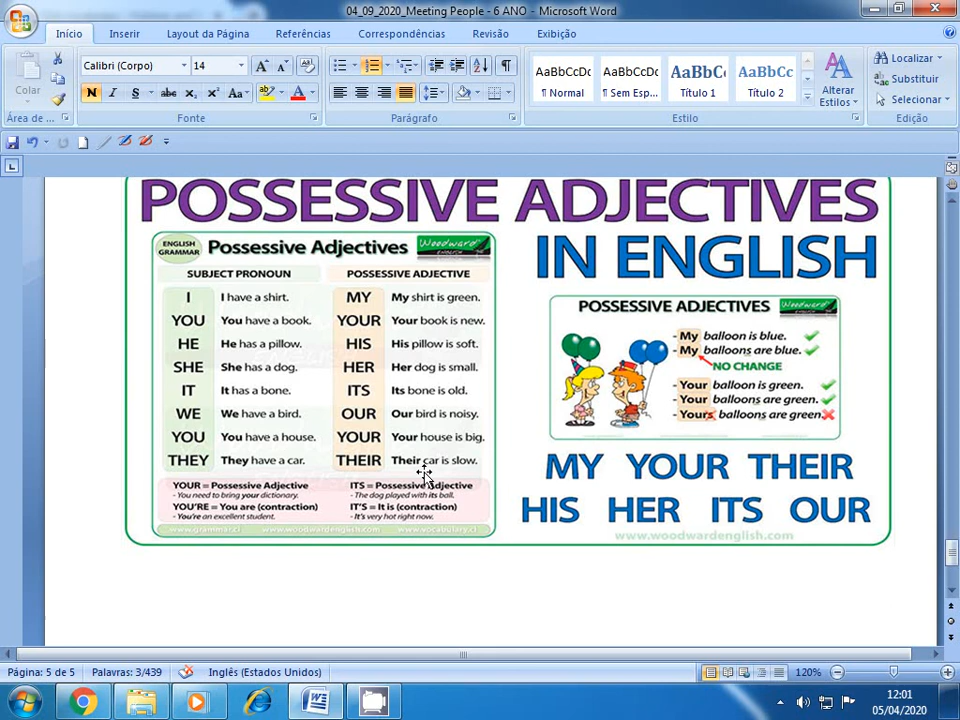 04_09_2020_Meeting People - 6 ANO - Microsoft Word
Início Inserir Layout da Página Referências Correspondências Revisão Exibição
Colar
Calibri (Corpo) 14
N I S abc x₂ x² Aa
AaBbCcDc AaBbCcDc AaBbC AaBbCc
¶ Normal ¶ Sem Esp... Título 1 Título 2
Alterar
Estilos
Localizar
Substituir
Selecionar
Área de ... Fonte Parágrafo Estilo Edição
POSSESSIVE ADJECTIVES
IN ENGLISH
ENGLISH
GRAMMAR
Possessive Adjectives
Woodward
ENGLISH
SUBJECT PRONOUN POSSESSIVE ADJECTIVE
I I have a shirt. MY My shirt is green.
YOU You have a book. YOUR Your book is new.
HE He has a pillow. HIS His pillow is soft.
SHE She has a dog. HER Her dog is small.
IT It has a bone. ITS Its bone is old.
WE We have a bird. OUR Our bird is noisy.
YOU You have a house. YOUR Your house is big.
THEY They have a car. THEIR Their car is slow.
YOUR = Possessive Adjective
- You need to bring your dictionary.
YOU'RE = You are (contraction)
- You're an excellent student.
ITS = Possessive Adjective
- The dog played with its ball.
IT'S = It is (contraction)
- It's very hot right now.
www.grammar.cl www.woodwardenglish.com www.vocabulary.cl
POSSESSIVE ADJECTIVES
Woodward
ENGLISH
- My balloon is blue.
- My balloons are blue.
NO CHANGE
- Your balloon is green.
- Your balloons are green.
- Yours balloons are green.
MY YOUR THEIR
HIS HER ITS OUR
www.woodwardenglish.com
Página: 5 de 5 Palavras: 3/439 Inglês (Estados Unidos) 120%
12:01
05/04/2020